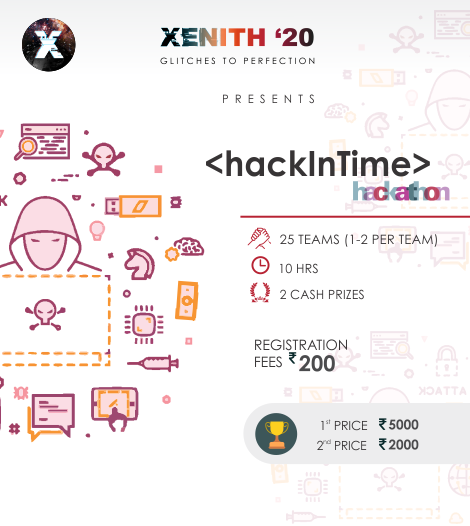 X
XENITH ‘20
GLITCHES TO PERFECTION
PRESENTS
<hackInTime>
hackathon
25 TEAMS (1-2 PER TEAM)
10 HRS
2 CASH PRIZES
REGISTRATION
FEES ₹200
1st PRICE ₹5000
2nd PRICE ₹2000
ATTACK